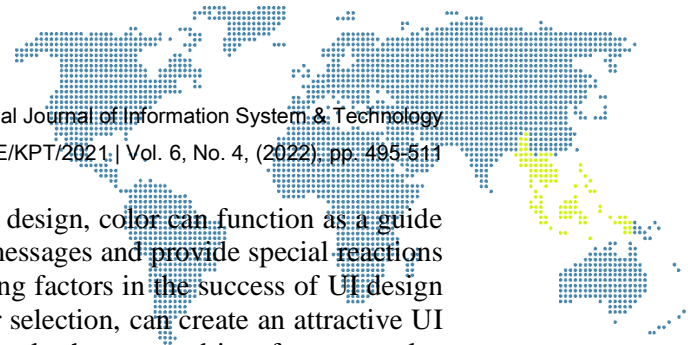 al Journal of Information System & Technology
E/KPT/2021 | Vol. 6, No. 4, (2022), pp. 495-511
design, color can function as a guide
messages and provide special reactions
ng factors in the success of UI design
r selection, can create an attractive UI